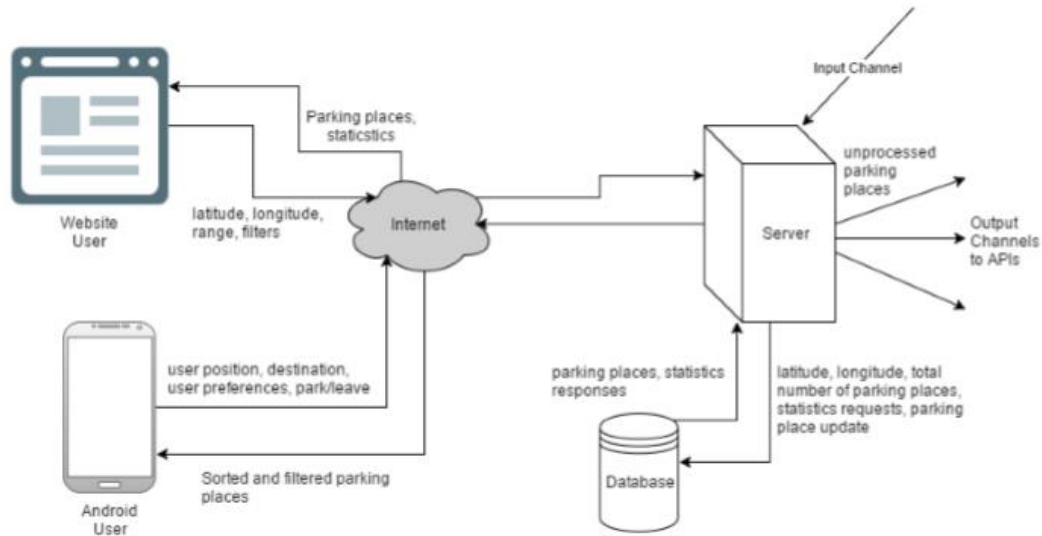 Input Channel
Parking places,
staticstics
unprocessed
parking
places
Website
User
latitude, longitude,
range, filters
Internet
Server
Output
Channels
to APIs
user position, destination,
user preferences, park/leave
parking places, statistics
responses
latitude, longitude, total
number of parking places,
statistics requests, parking
place update
Sorted and filtered parking
places
Database
Android
User